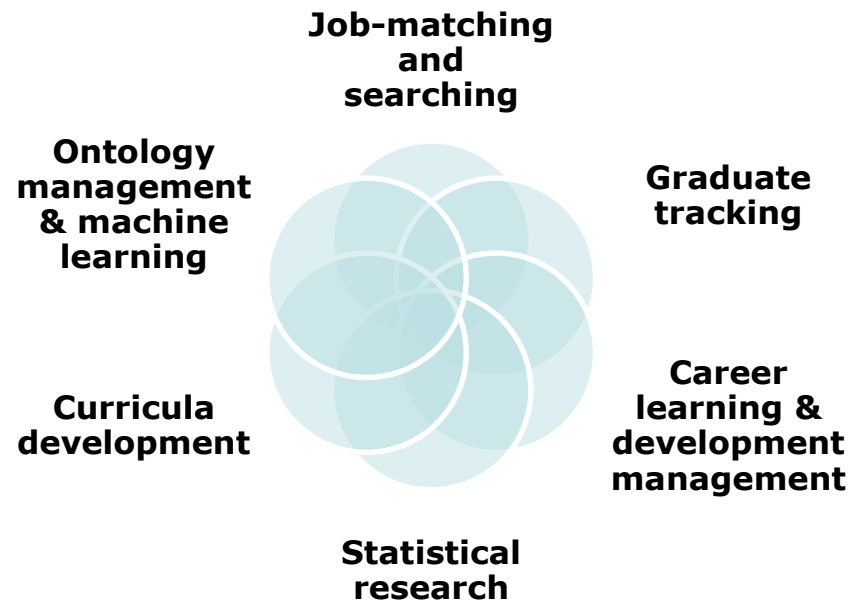 Job-matching
and
searching
Graduate
tracking
Career
learning &
development
management
Statistical
research
Curricula
development
Ontology
management
& machine
learning